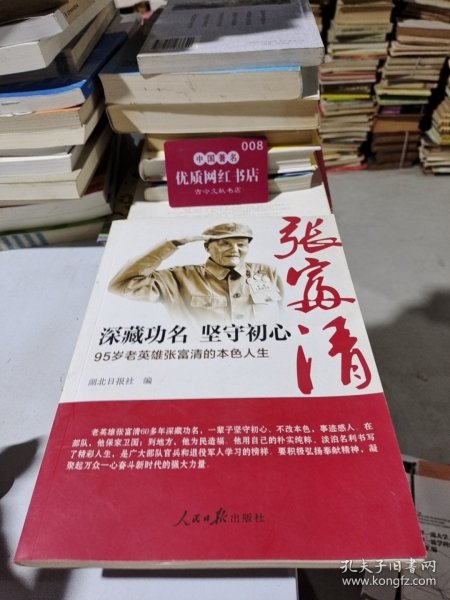 008
中国著名
优质网红书店
古今文献书店
张富清
深藏功名 坚守初心
95岁老英雄张富清的本色人生
湖北日报社 编
老英雄张富清60多年深藏功名,一辈子坚守初心、不改本色,事迹感人。在
部队,他保家卫国;到地方,他为民造福。他用自己的朴实纯粹、淡泊名利书写
了精彩人生,是广大部队官兵和退役军人学习的榜样。要积极弘扬奉献精神,凝
聚起万众一心奋斗新时代的强大力量。
人民日报出版社
孔夫子旧书网
www.kongfz.com